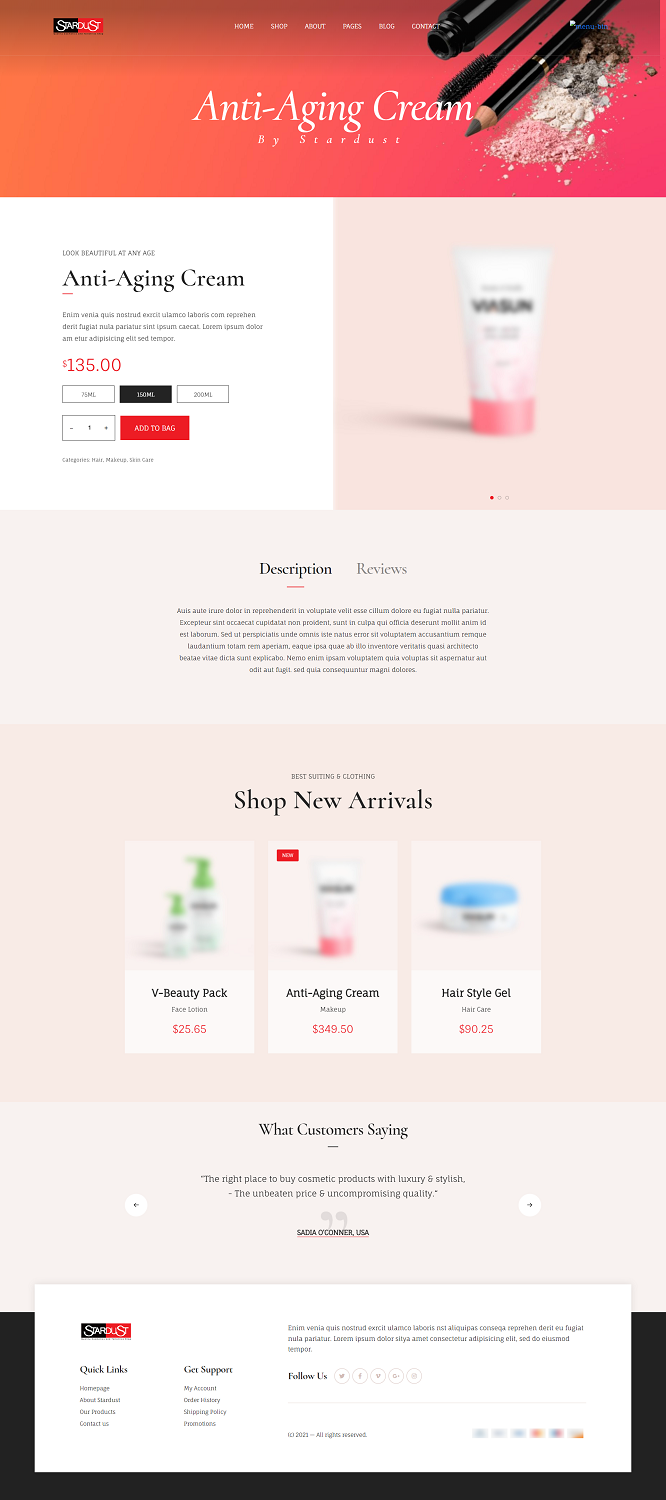 STARDUST
HOME
SHOP
ABOUT
PAGES
BLOG
CONTACT
menu-bli
Anti-Aging Cream
By Stardust
LOOK BEAUTIFUL AT ANY AGE
Anti-Aging Cream
Enim venia quis nostrud exrcit ulamco laboris com reprehen
derit fugiat nula pariatur sint ipsum caecat. Lorem ipsum dolor
am etur adipisicing elit sed tempor.
$135.00
75ML
150ML
200ML
- 1 +
ADD TO BAG
Categories: Hair, Makeup, Skin Care
VIASUN
Description
Reviews
Auis aute irure dolor in reprehenderit in voluptate velit esse cillum dolore eu fugiat nulla pariatur.
Excepteur sint occaecat cupidatat non proident, sunt in culpa qui officia deserunt mollit anim id
est laborum. Sed ut perspiciatis unde omnis iste natus error sit voluptatem accusantium remque
laudantium totam rem aperiam, eaque ipsa quae ab illo inventore veritatis quasi architecto
beatae vitae dicta sunt explicabo. Nemo enim ipsam voluptatem quia voluptas sit aspernatur aut
odit aut fugit, sed quia consequuntur magni dolores.
BEST SUITING & CLOTHING
Shop New Arrivals
NEW
V-Beauty Pack
Face Lotion
$25.65
Anti-Aging Cream
Makeup
$349.50
Hair Style Gel
Hair Care
$90.25
What Customers Saying
"The right place to buy cosmetic products with luxury & stylish,
- The unbeaten price & uncompromising quality."
SADIA O'CONNER, USA
STARDUST
Quick Links
Homepage
About Stardust
Our Products
Contact us
Get Support
My Account
Order History
Shipping Policy
Promotions
Enim venia quis nostrud exrcit ulamco laboris nst aliquipas conseqa reprehen derit eu fugiat
nula pariatur. Lorem ipsum dolor sitya amet consectetur adipisicing elit, sed do eiusmod
tempor.
Follow Us
(c) 2021 — All rights reserved.